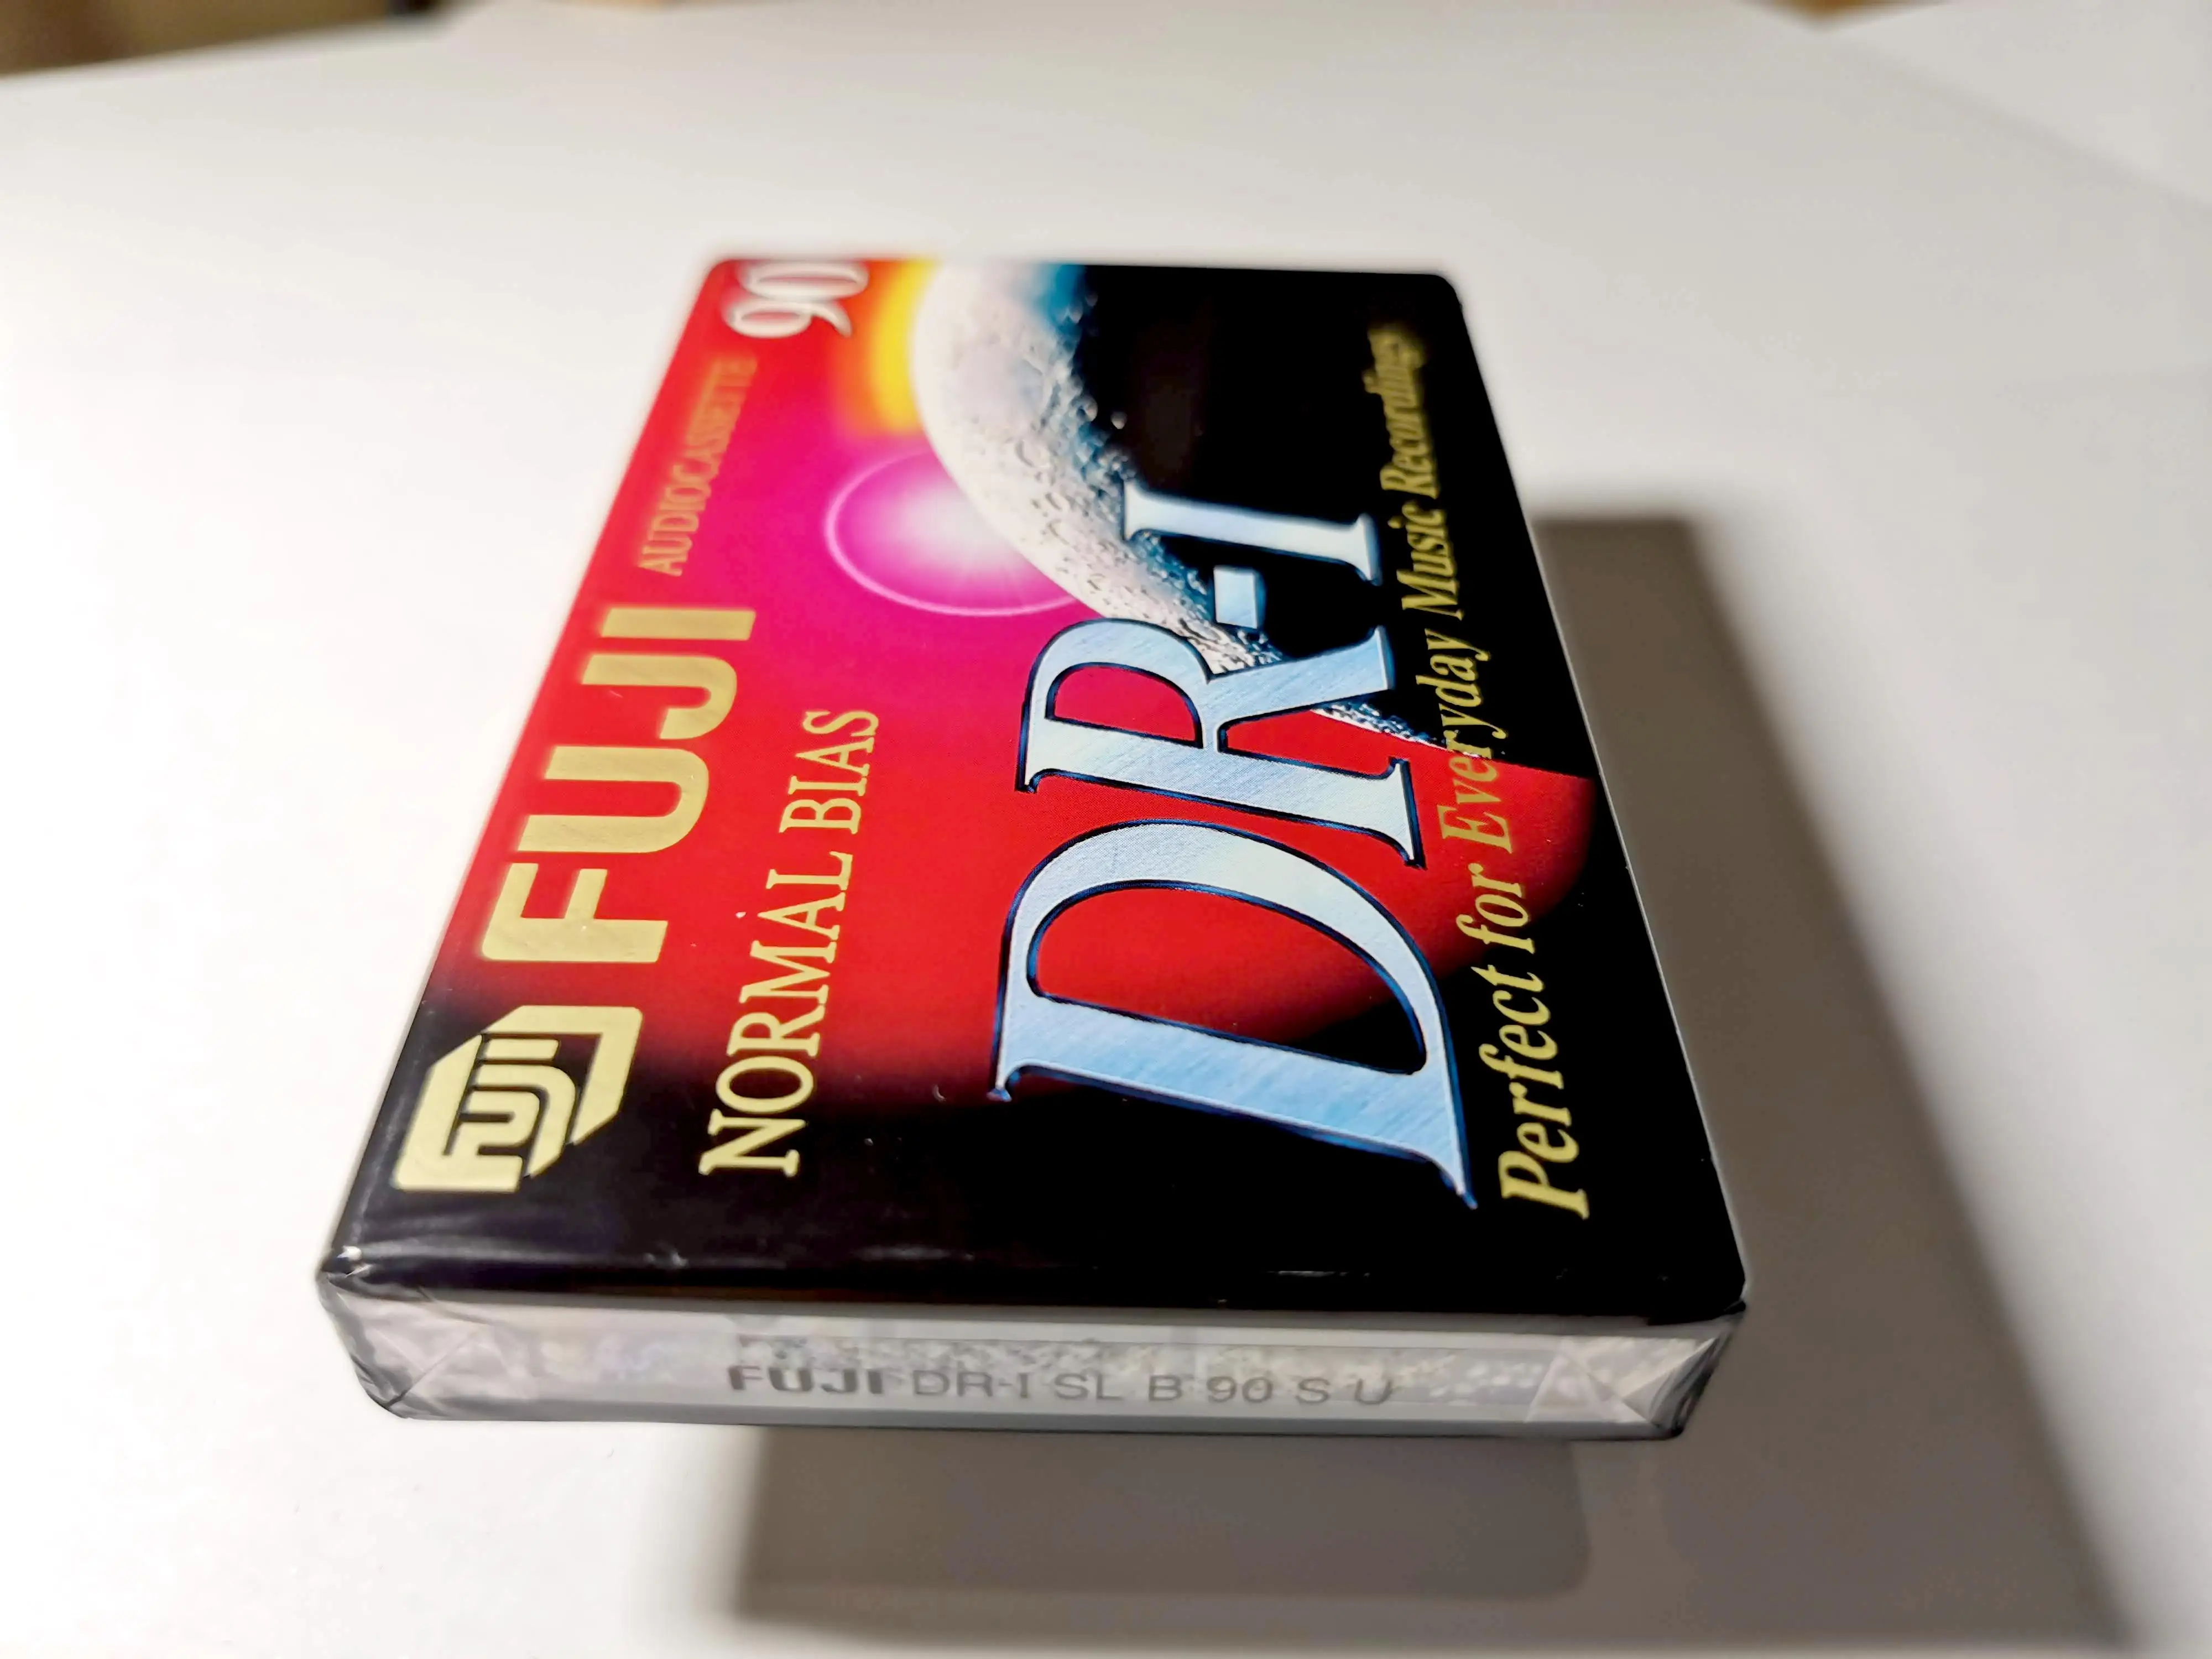 FUJI FUJI AUDIOCASSETTE 90
NORMAL BIAS
DR-I
Perfect for Everyday Music Recordings
FUJI DR-I SL B 90 S U